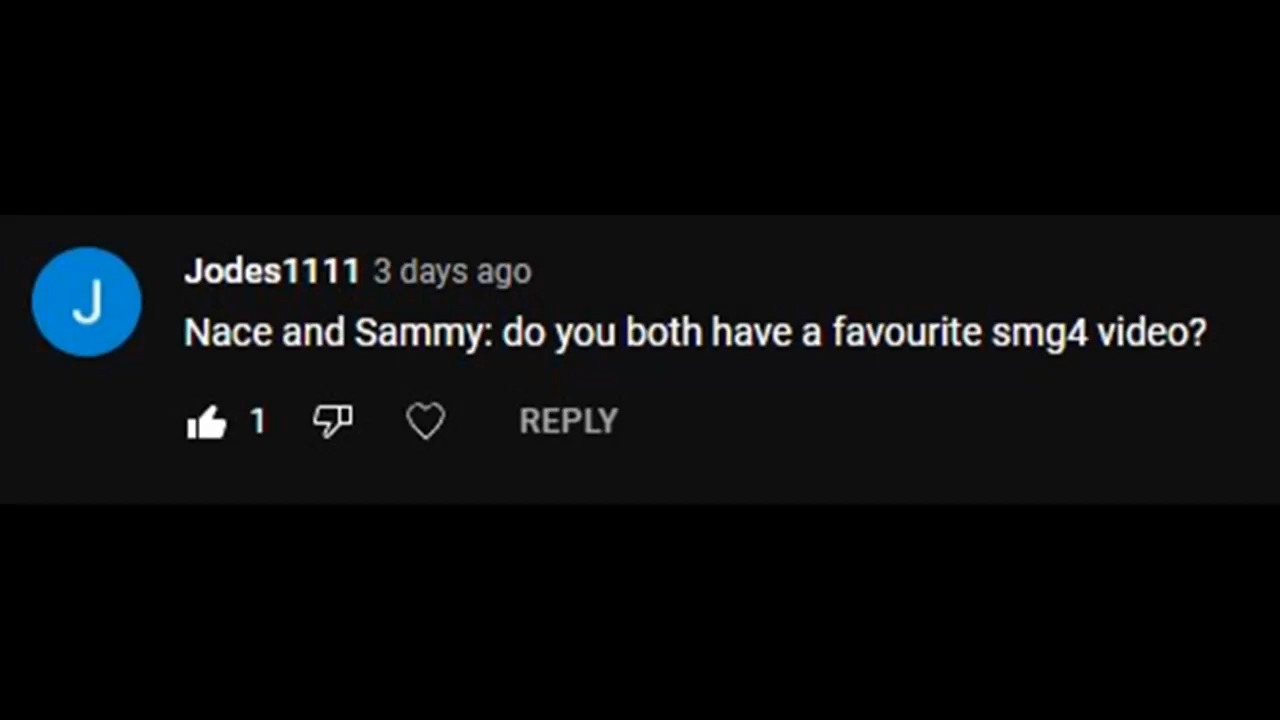 J
Jodes1111 3 days ago
Nace and Sammy: do you both have a favourite smg4 video?
1 REPLY